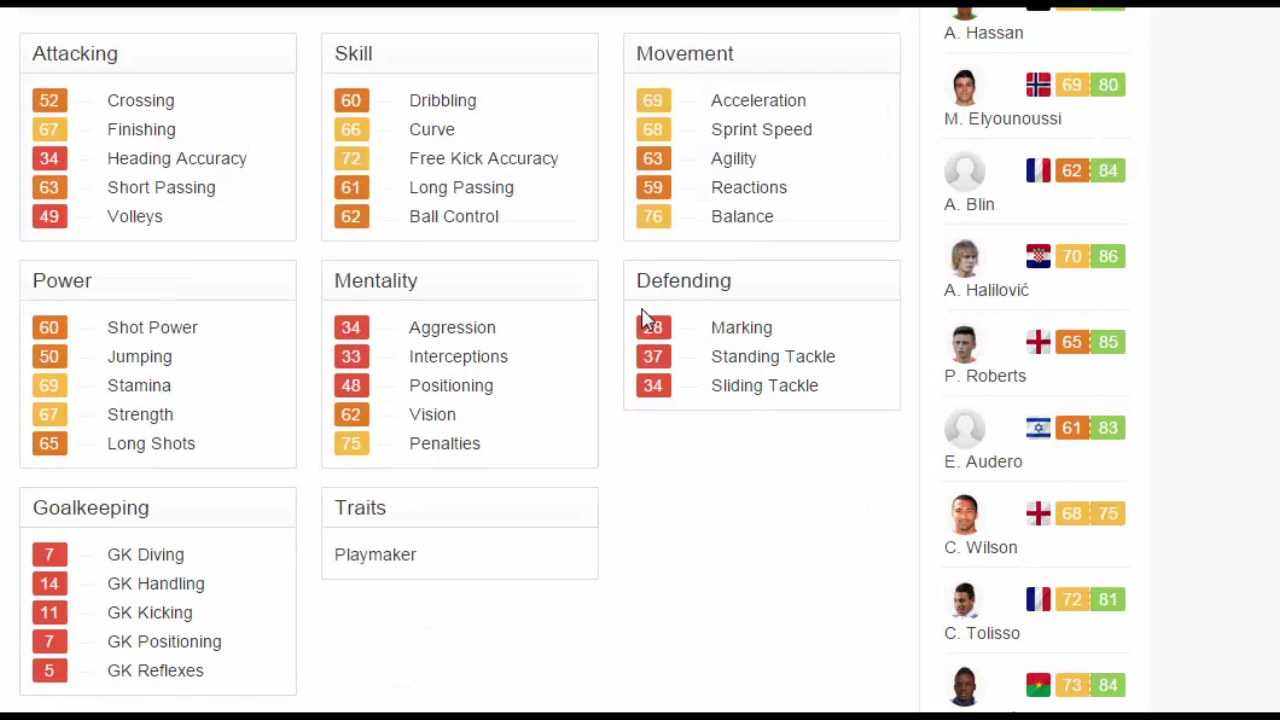 Attacking
52 Crossing
67 Finishing
34 Heading Accuracy
63 Short Passing
49 Volleys
Skill
60 Dribbling
66 Curve
72 Free Kick Accuracy
61 Long Passing
62 Ball Control
Movement
69 Acceleration
68 Sprint Speed
63 Agility
59 Reactions
76 Balance
Power
60 Shot Power
50 Jumping
69 Stamina
67 Strength
65 Long Shots
Mentality
34 Aggression
33 Interceptions
48 Positioning
62 Vision
75 Penalties
Defending
Marking
37 Standing Tackle
34 Sliding Tackle
Goalkeeping
7 GK Diving
14 GK Handling
11 GK Kicking
7 GK Positioning
5 GK Reflexes
Traits
Playmaker
A. Hassan
69 80
M. Elyounoussi
62 84
A. Blin
70 86
A. Halilović
65 85
P. Roberts
61 83
E. Audero
68 75
C. Wilson
72 81
C. Tolisso
73 84